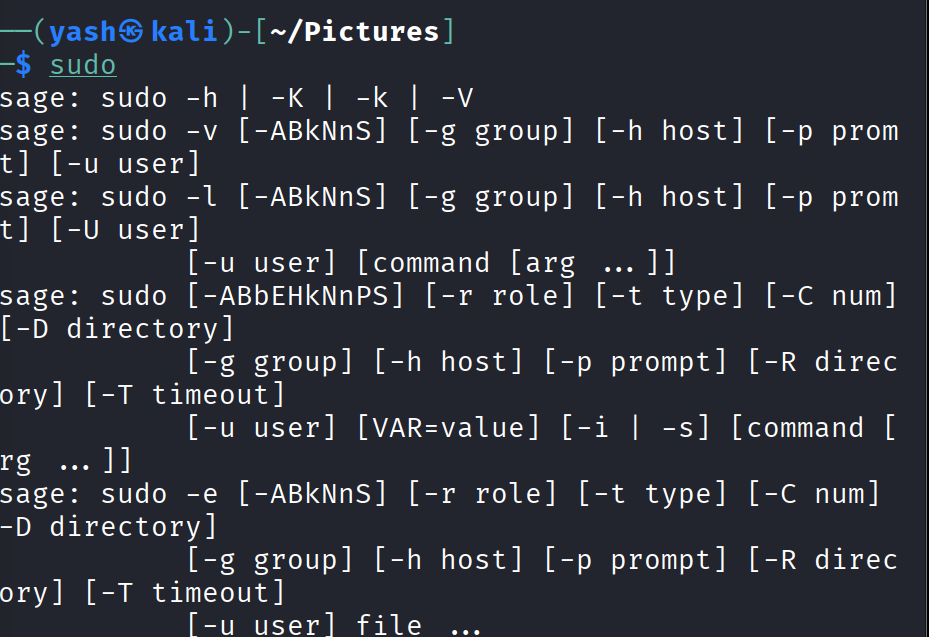 (yash㉿kali)-[~/Pictures]
$ sudo
sage: sudo -h | -K | -k | -V
sage: sudo -v [-ABkNnS] [-g group] [-h host] [-p prom
t] [-u user]
sage: sudo -l [-ABkNnS] [-g group] [-h host] [-p prom
t] [-U user]
[-u user] [command [arg ...]]
sage: sudo [-ABbEHkNnPS] [-r role] [-t type] [-C num]
[-D directory]
[-g group] [-h host] [-p prompt] [-R direc
ory] [-T timeout]
[-u user] [VAR=value] [-i | -s] [command [
rg ...]]
sage: sudo -e [-ABkNnS] [-r role] [-t type] [-C num]
-D directory]
[-g group] [-h host] [-p prompt] [-R direc
ory] [-T timeout]
[-u user] file ...